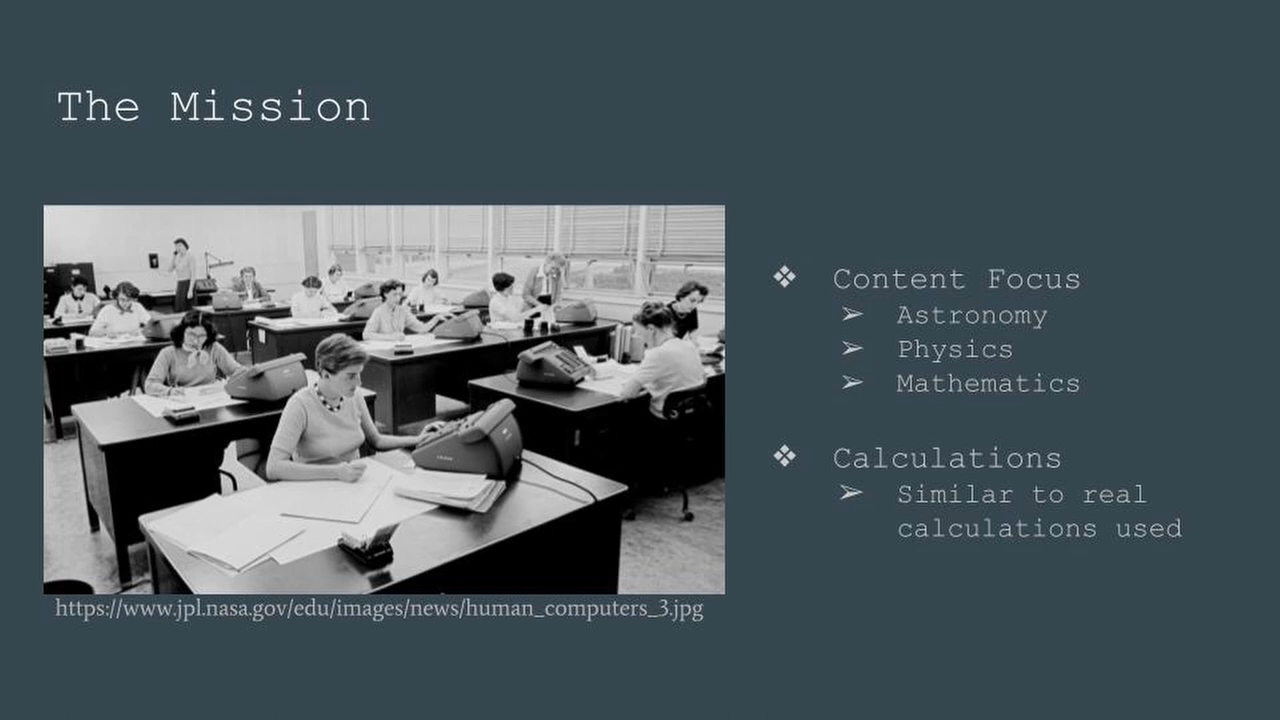 The Mission
❖ Content Focus
➢ Astronomy
➢ Physics
➢ Mathematics
❖ Calculations
➢ Similar to real
calculations used
https://www.jpl.nasa.gov/edu/images/news/human_computers_3.jpg